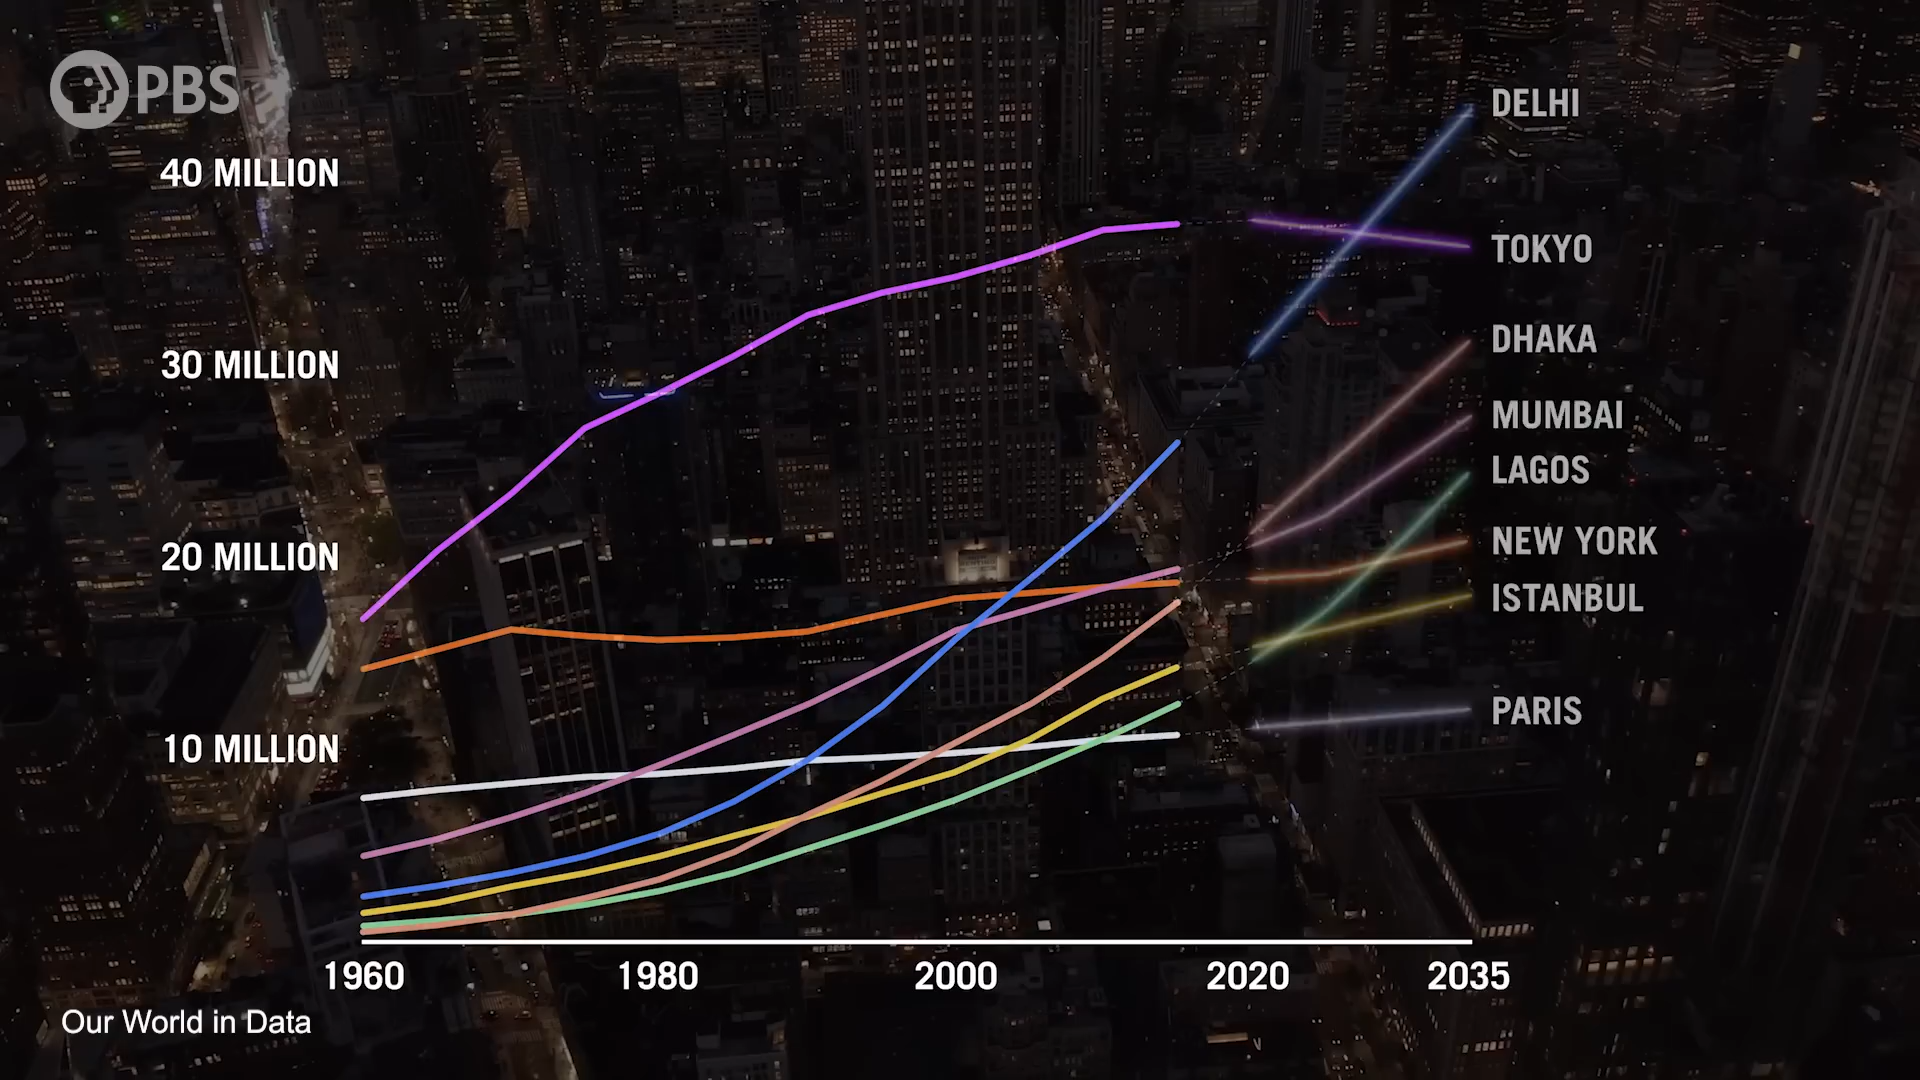 PBS
40 MILLION
30 MILLION
20 MILLION
10 MILLION
DELHI
TOKYO
DHAKA
MUMBAI
LAGOS
NEW YORK
ISTANBUL
PARIS
1960 1980 2000 2020 2035
Our World in Data